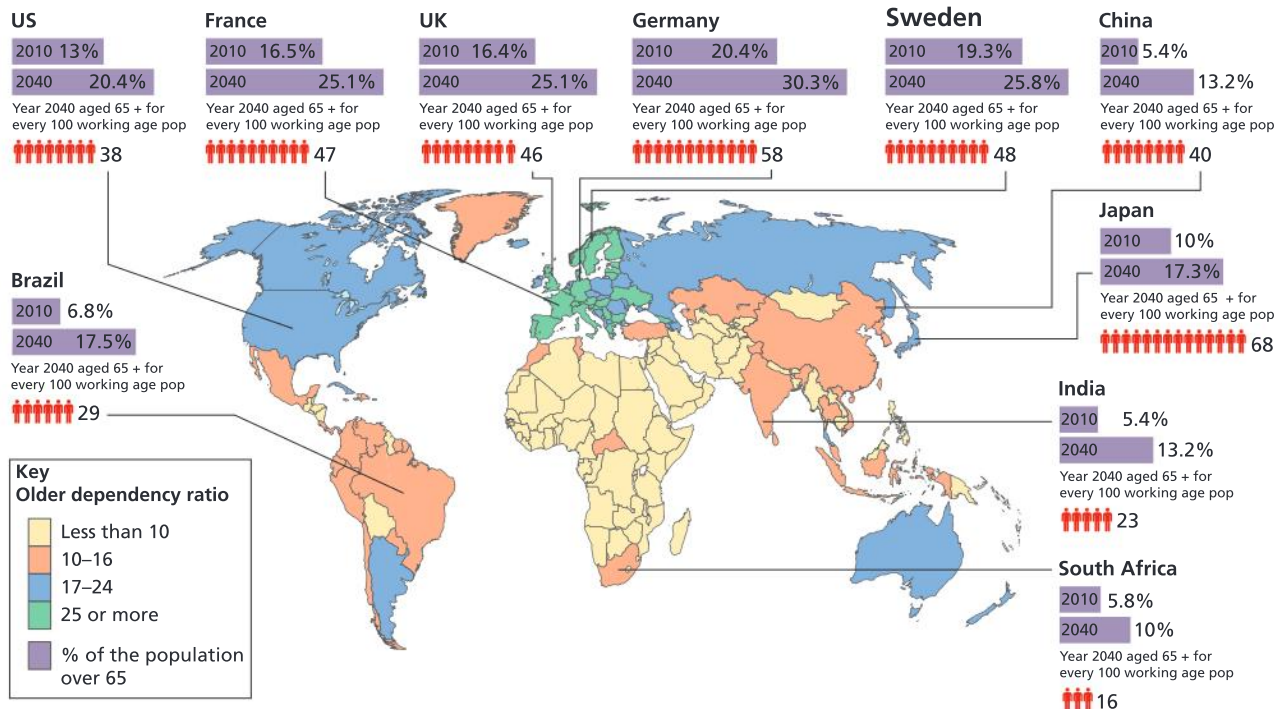 US
2010 13%
2040 20.4%
Year 2040 aged 65 + for
every 100 working age pop
38
France
2010 16.5%
2040 25.1%
Year 2040 aged 65 + for
every 100 working age pop
47
UK
2010 16.4%
2040 25.1%
Year 2040 aged 65 + for
every 100 working age pop
46
Germany
2010 20.4%
2040 30.3%
Year 2040 aged 65 + for
every 100 working age pop
58
Sweden
2010 19.3%
2040 25.8%
Year 2040 aged 65 + for
every 100 working age pop
48
China
2010 5.4%
2040 13.2%
Year 2040 aged 65 + for
every 100 working age pop
40
Japan
2010 10%
2040 17.3%
Year 2040 aged 65 + for
every 100 working age pop
68
Brazil
2010 6.8%
2040 17.5%
Year 2040 aged 65 + for
every 100 working age pop
29
India
2010 5.4%
2040 13.2%
Year 2040 aged 65 + for
every 100 working age pop
23
South Africa
2010 5.8%
2040 10%
Year 2040 aged 65 + for
every 100 working age pop
16
Key
Older dependency ratio
Less than 10
10–16
17–24
25 or more
% of the population
over 65